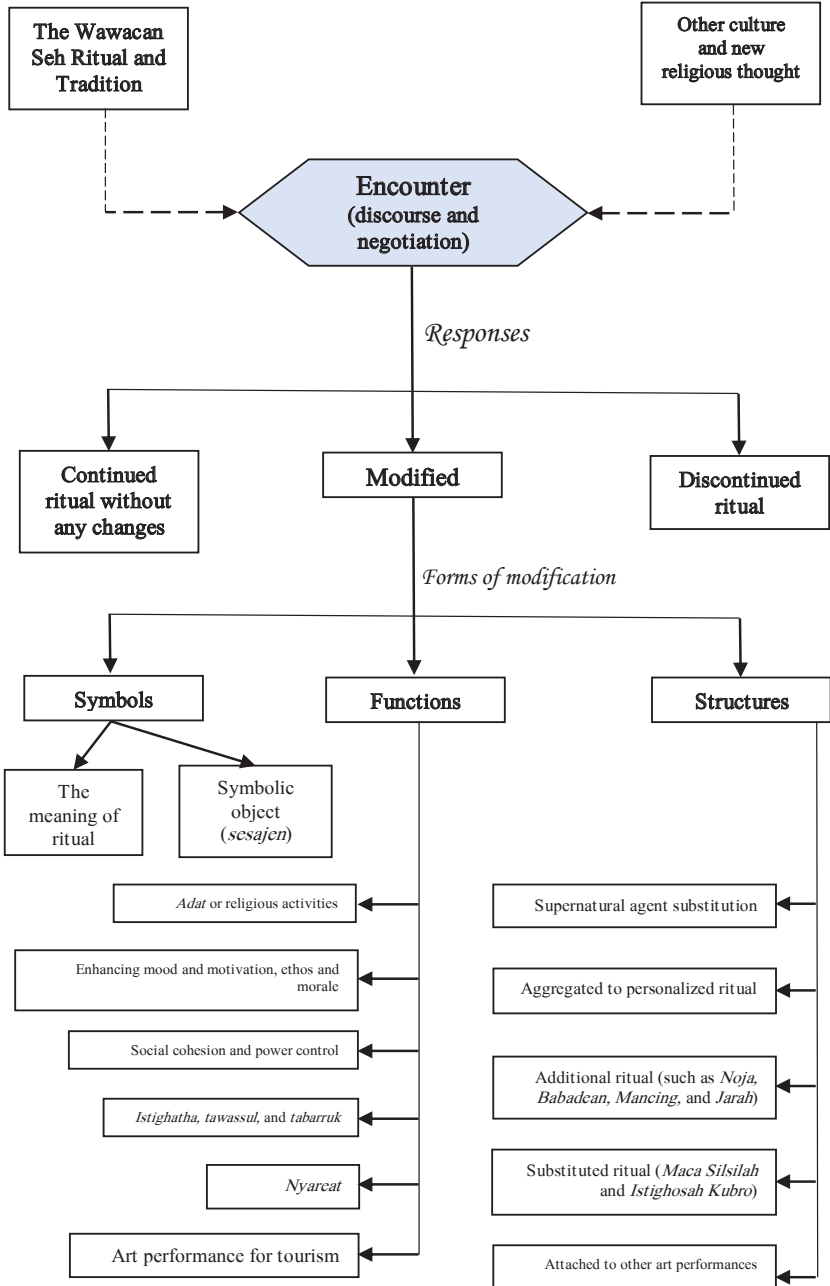 The Wawacan
Seh Ritual and
Tradition
Other culture
and new
religious thought
Encounter
(discourse and
negotiation)
Responses
Continued
ritual without
any changes
Modified
Discontinued
ritual
Forms of modification
Symbols
Functions
Structures
The
meaning of
ritual
Symbolic
object
(sesajen)
Adat or religious activities
Enhancing mood and motivation, ethos and
morale
Social cohesion and power control
Istighatha, tawassul, and tabarruk
Nyareat
Art performance for tourism
Supernatural agent substitution
Aggregated to personalized ritual
Additional ritual (such as Noja,
Babadean, Mancing, and Jarah)
Substituted ritual (Maca Silsilah
and Istighosah Kubro)
Attached to other art performances